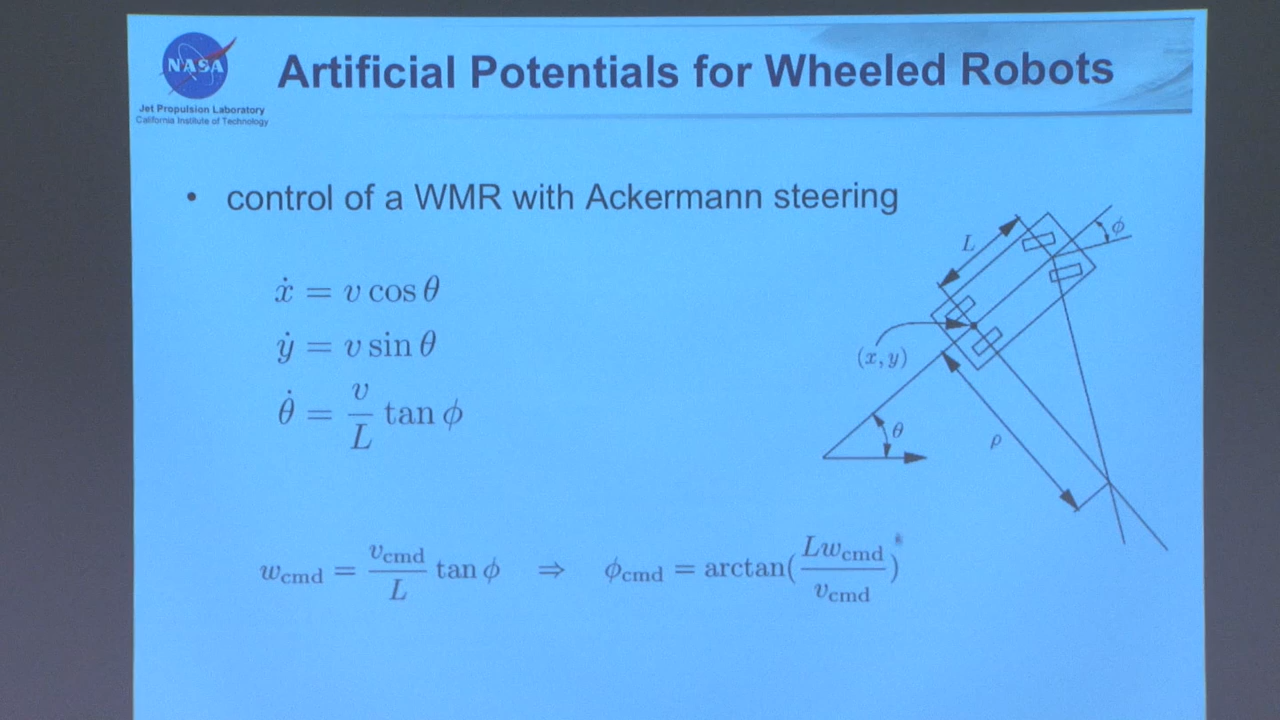 NASA
Jet Propulsion Laboratory
California Institute of Technology
Artificial Potentials for Wheeled Robots
• control of a WMR with Ackermann steering
ẋ = v cos θ
ẏ = v sin θ
θ̇ = v/L tan ϕ
L
ϕ
(x, y)
θ
ρ
w_cmd = v_cmd/L tan ϕ ⇒ ϕ_cmd = arctan(Lw_cmd/v_cmd)